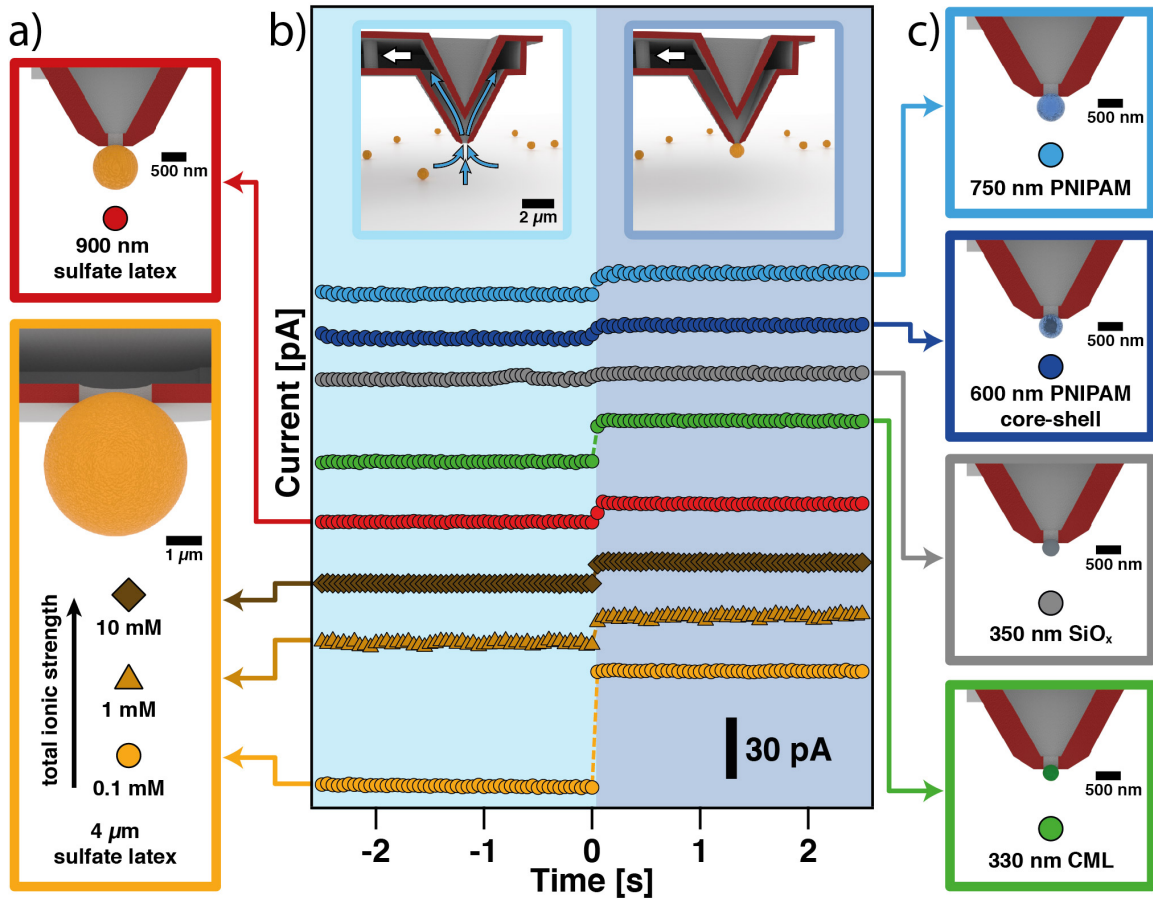 a)
500 nm
900 nm
sulfate latex
1 µm
total ionic strength
10 mM
1 mM
0.1 mM
4 µm
sulfate latex
b)
2 µm
Current [pA]
30 pA
-2
-1
0
1
2
Time [s]
c)
500 nm
750 nm PNIPAM
500 nm
600 nm PNIPAM
core-shell
500 nm
350 nm SiOₓ
500 nm
330 nm CML